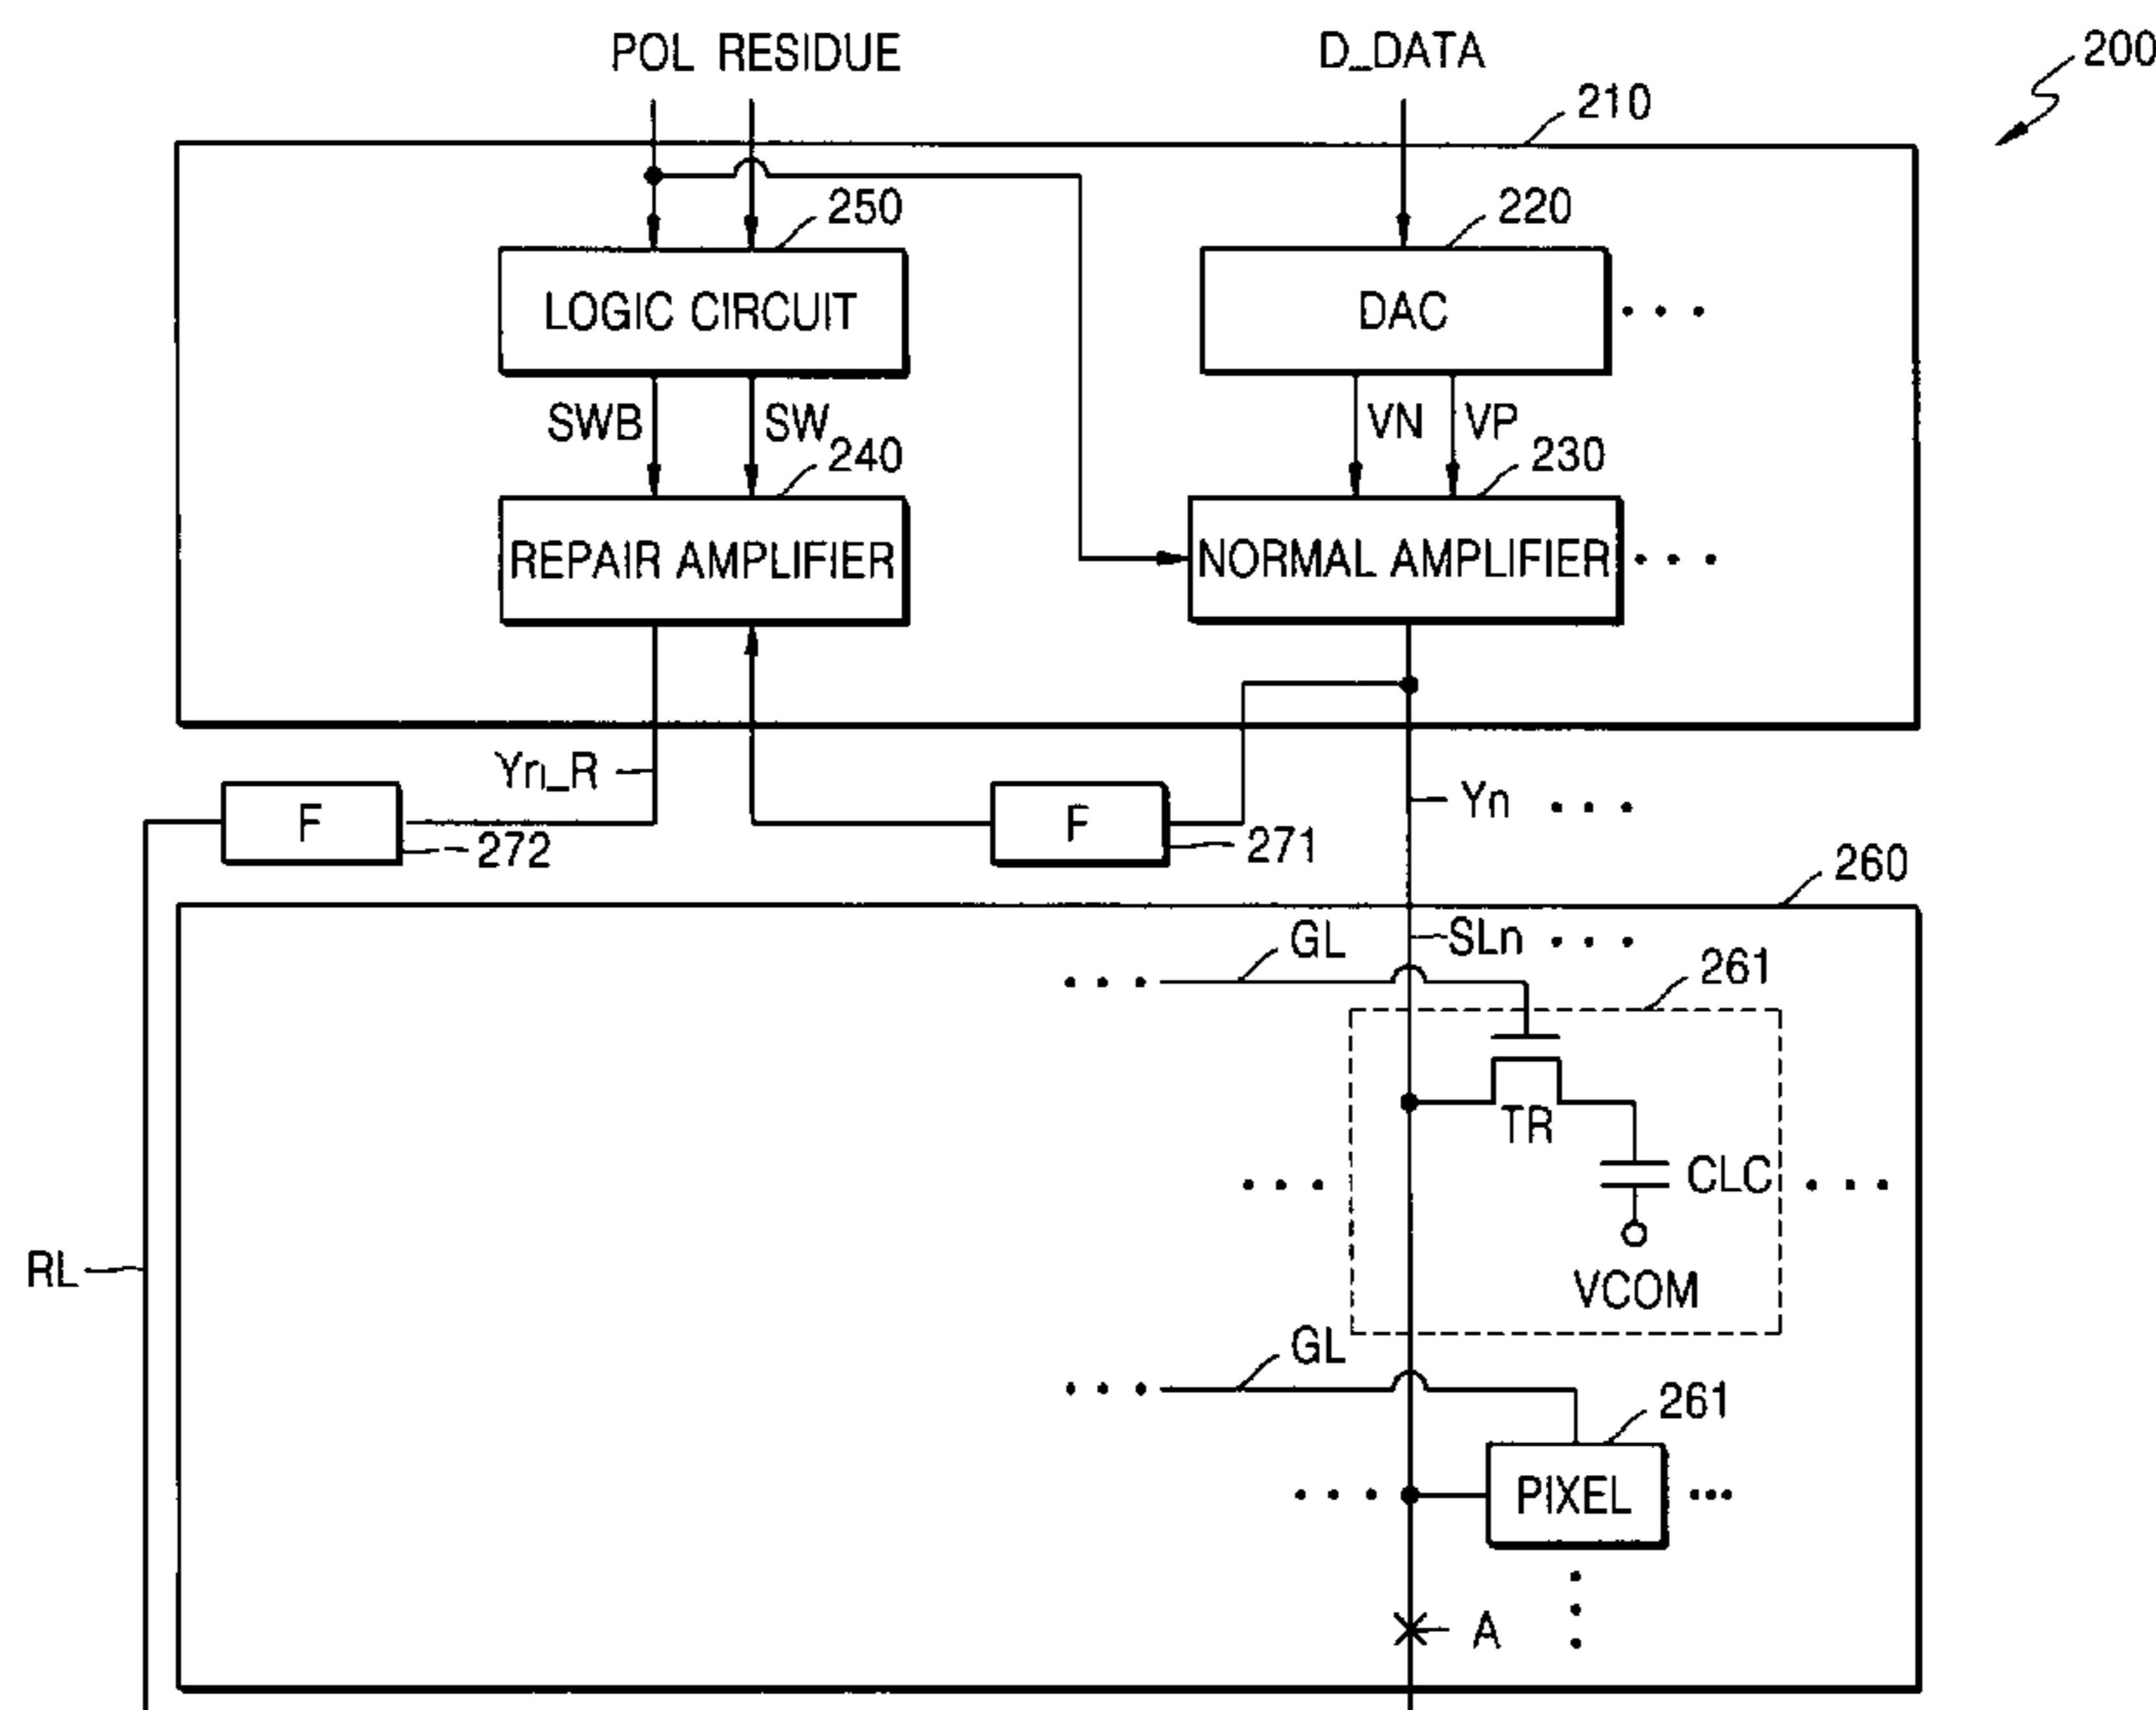 POL RESIDUE
D_DATA
200
210
250
220
LOGIC CIRCUIT
DAC
SWB
SW
VN
VP
240
230
REPAIR AMPLIFIER
NORMAL AMPLIFIER
Yn_R
Yn
F
272
F
271
260
SLn
GL
261
TR
CLC
RL
VCOM
GL
261
PIXEL
A